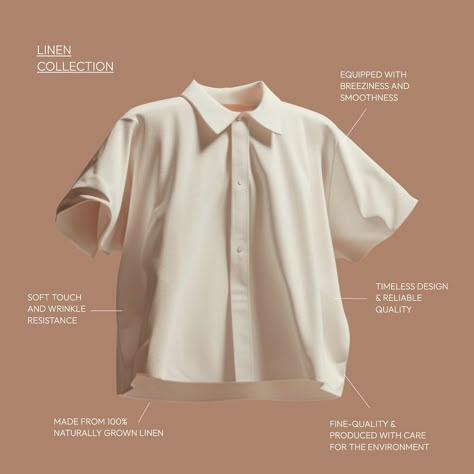 LINEN
COLLECTION
EQUIPPED WITH
BREEZINESS AND
SMOOTHNESS
SOFT TOUCH
AND WRINKLE
RESISTANCE
TIMELESS DESIGN
& RELIABLE
QUALITY
MADE FROM 100%
NATURALLY GROWN LINEN
FINE-QUALITY &
PRODUCED WITH CARE
FOR THE ENVIRONMENT